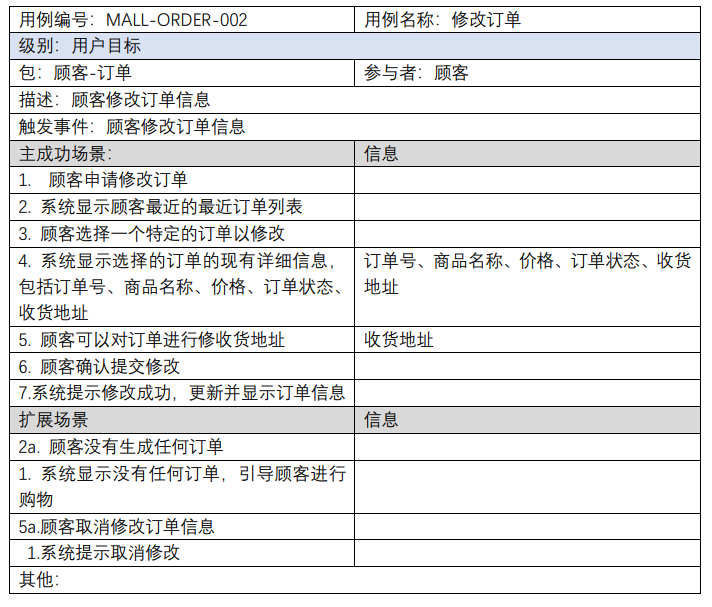 用例编号：MALL-ORDER-002
用例名称：修改订单
级别：用户目标
包：顾客-订单
参与者：顾客
描述：顾客修改订单信息
触发事件：顾客修改订单信息
主成功场景：
信息
1. 顾客申请修改订单
2. 系统显示顾客最近的最近订单列表
3. 顾客选择一个特定的订单以修改
4. 系统显示选择的订单的现有详细信息，
包括订单号、商品名称、价格、订单状态、
收货地址
订单号、商品名称、价格、订单状态、收货
地址
5. 顾客可以对订单进行修收货地址
收货地址
6. 顾客确认提交修改
7.系统提示修改成功，更新并显示订单信息
扩展场景
信息
2a. 顾客没有生成任何订单
1. 系统显示没有任何订单，引导顾客进行
购物
5a.顾客取消修改订单信息
1.系统提示取消修改
其他：